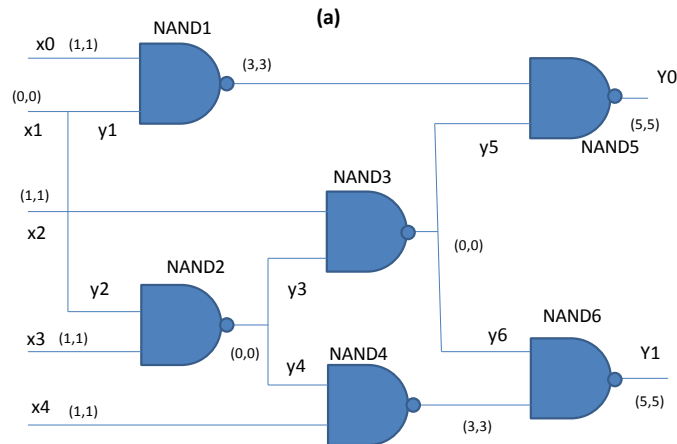 (a)
NAND1
x0 (1,1)
(3,3)
Y0
(0,0)
x1 y1
(5,5)
y5 NAND5
NAND3
(1,1)
x2
(0,0)
NAND2
y2
y3
NAND6
x3 (1,1)
(0,0)
y6
y4 NAND4
Y1
x4 (1,1)
(5,5)
(3,3)